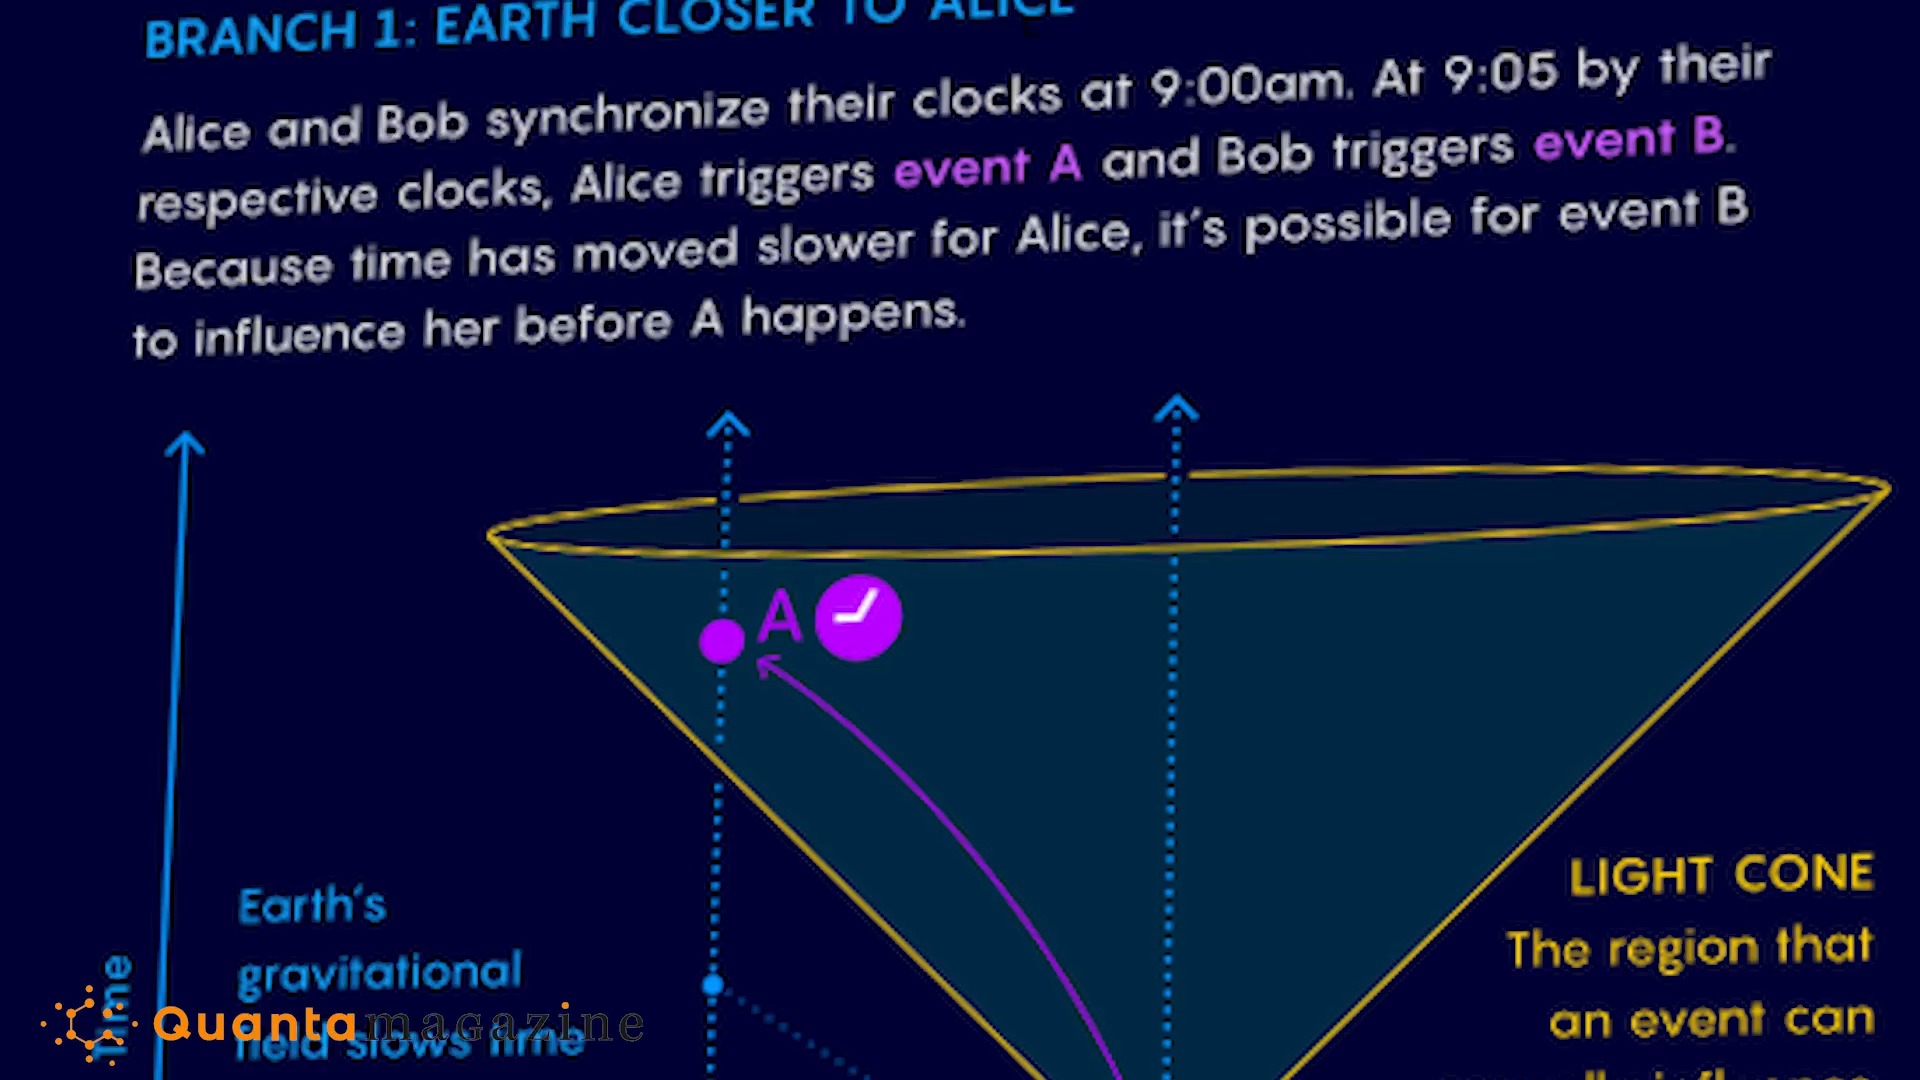 BRANCH 1: EARTH CLOSER TO ALICE
Alice and Bob synchronize their clocks at 9:00am. At 9:05 by their
respective clocks, Alice triggers event A and Bob triggers event B.
Because time has moved slower for Alice, it's possible for event B
to influence her before A happens.
A
Earth's
gravitational
field slows time
Time
LIGHT CONE
The region that
an event can
Quanta magazine